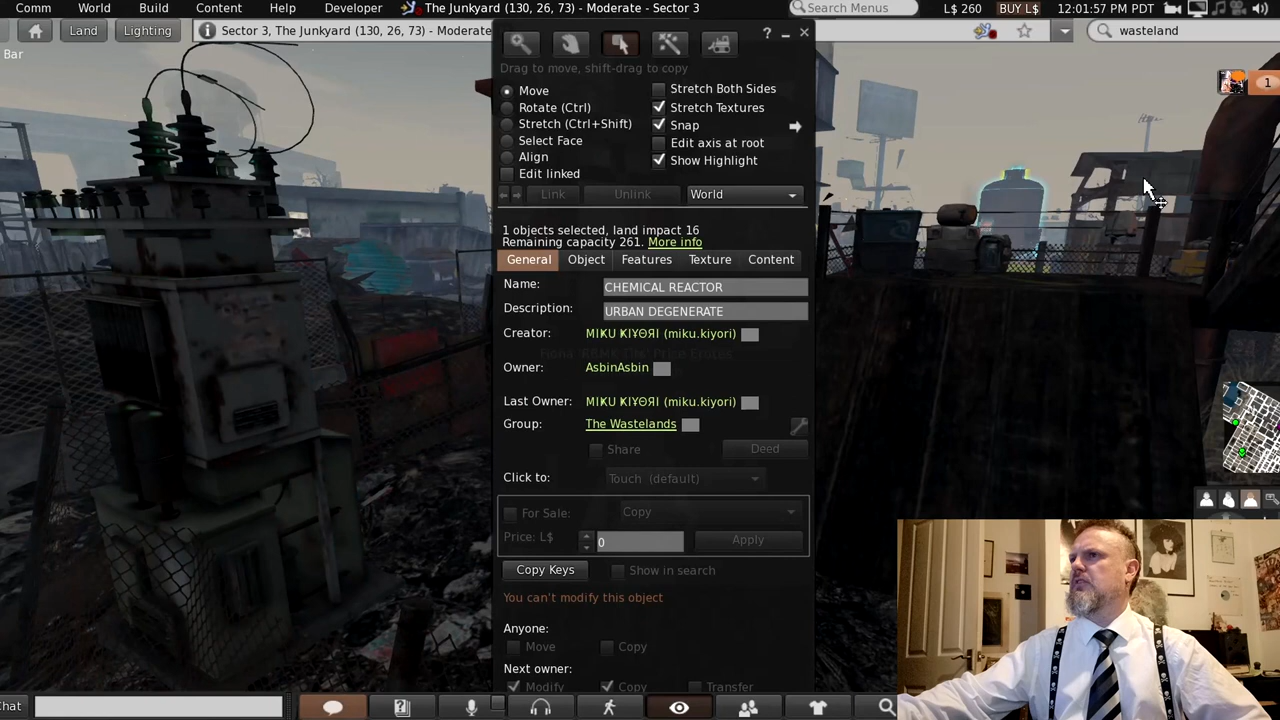 Comm World Build Content Help Developer The Junkyard (130, 26, 73) - Moderate - Sector 3 Search Menus L$ 260 BUY L$ 12:01:57 PM PDT
Land Lighting Sector 3, The Junkyard (130, 26, 73) - Moderate ? wasteland
Bar
Drag to move, shift-drag to copy
1
Move Stretch Both Sides
Rotate (Ctrl) Stretch Textures
Stretch (Ctrl+Shift) Snap
Select Face Edit axis at root
Align Show Highlight
Edit linked
Link Unlink World
1 objects selected, land impact 16
Remaining capacity 261. More info
General Object Features Texture Content
Name: CHEMICAL REACTOR
Description: URBAN DEGENERATE
Creator: MIҜU ҜIYΘЯI (miku.kiyori)
Owner: AsbinAsbin
Last Owner: MIҜU ҜIYΘЯI (miku.kiyori)
Group: The Wastelands
Share Deed
Click to: Touch (default)
For Sale: Copy
Price: L$ 0 Apply
Copy Keys Show in search
You can't modify this object
Anyone:
Move Copy
Next owner:
Modify Copy Transfer
Chat